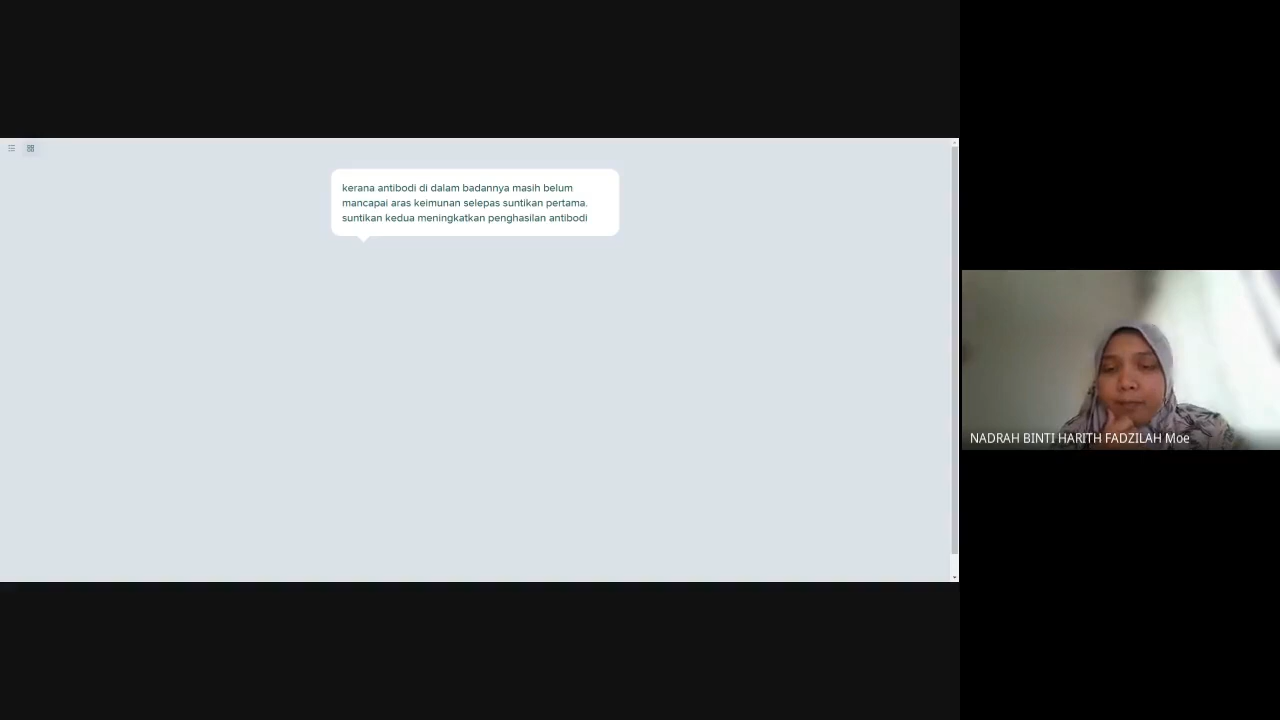 kerana antibodi di dalam badannya masih belum
mancapai aras keimunan selepas suntikan pertama.
suntikan kedua meningkatkan penghasilan antibodi
NADRAH BINTI HARITH FADZILAH Moe